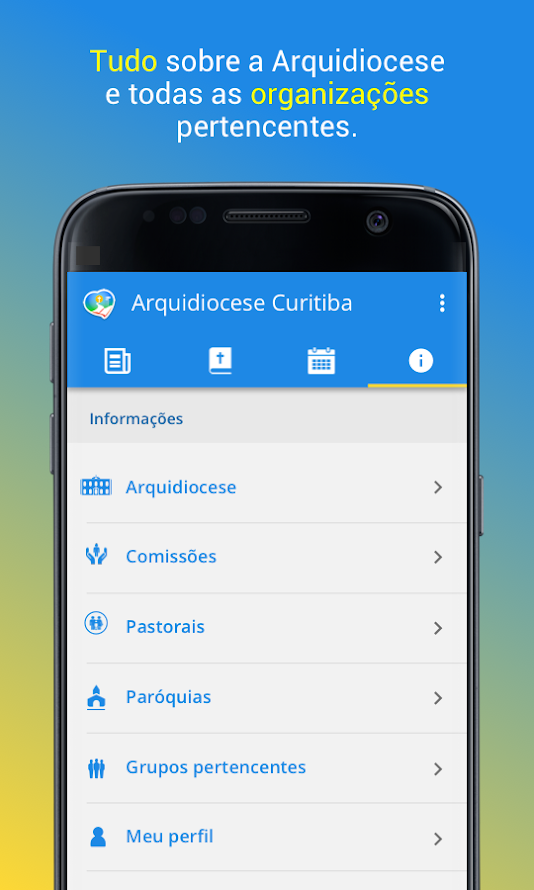 Tudo sobre a Arquidiocese
e todas as organizações
pertencentes.
Arquidiocese Curitiba
Informações
Arquidiocese
Comissões
Pastorais
Paróquias
Grupos pertencentes
Meu perfil